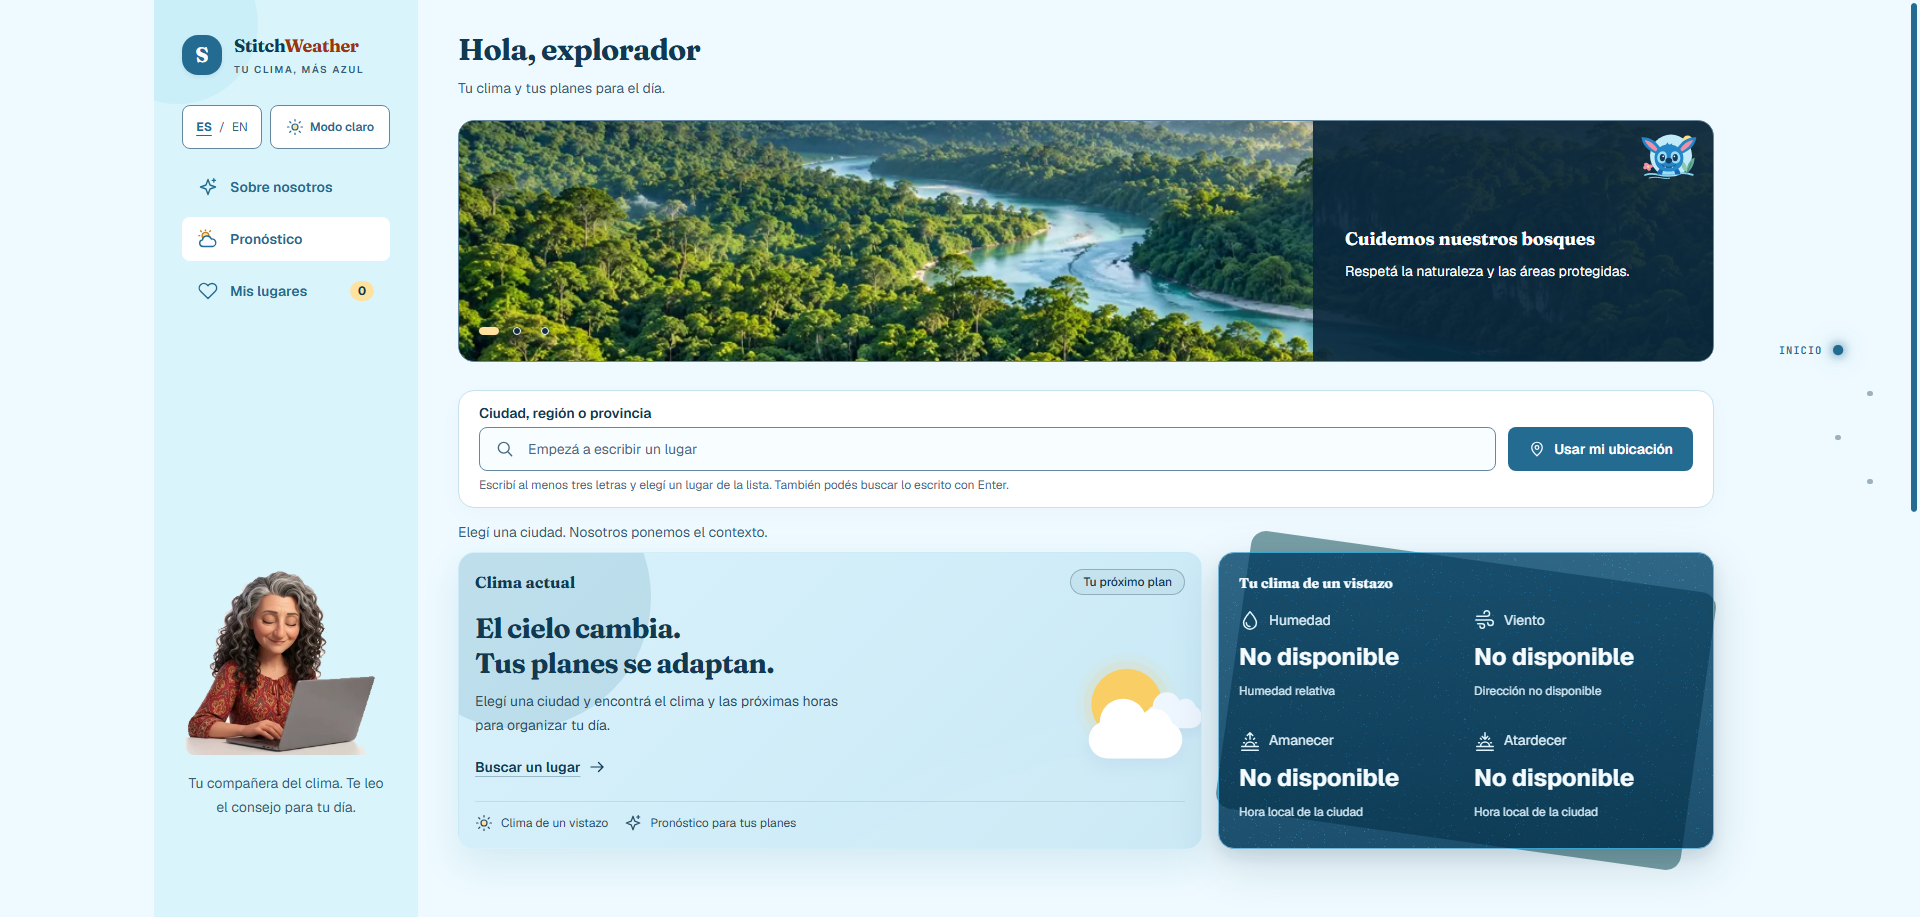 S
StitchWeather
TU CLIMA, MÁS AZUL
ES / EN
Modo claro
Sobre nosotros
Pronóstico
Mis lugares
0
Tu compañera del clima. Te leo
el consejo para tu día.
Hola, explorador
Tu clima y tus planes para el día.
Cuidemos nuestros bosques
Respetá la naturaleza y las áreas protegidas.
Ciudad, región o provincia
Empezá a escribir un lugar
Usar mi ubicación
Escribí al menos tres letras y elegí un lugar de la lista. También podés buscar lo escrito con Enter.
Elegí una ciudad. Nosotros ponemos el contexto.
Clima actual
Tu próximo plan
El cielo cambia.
Tus planes se adaptan.
Elegí una ciudad y encontrá el clima y las próximas horas
para organizar tu día.
Buscar un lugar
Clima de un vistazo
Pronóstico para tus planes
Tu clima de un vistazo
Humedad
No disponible
Humedad relativa
Viento
No disponible
Dirección no disponible
Amanecer
No disponible
Hora local de la ciudad
Atardecer
No disponible
Hora local de la ciudad
INICIO